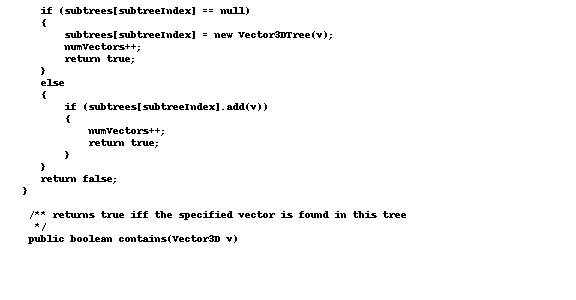 if (subtrees[subtreeIndex] == null)
{
subtrees[subtreeIndex] = new Vector3DTree(v);
numVectors++;
return true;
}
else
{
if (subtrees[subtreeIndex].add(v))
{
numVectors++;
return true;
}
}
return false;
}
/** returns true iff the specified vector is found in this tree
*/
public boolean contains(Vector3D v)